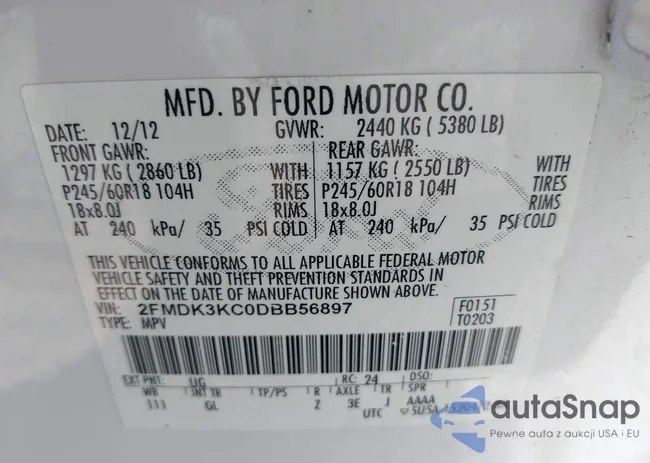 MFD. BY FORD MOTOR CO.
DATE: 12/12 GVWR: 2440 KG ( 5380 LB)
FRONT GAWR: REAR GAWR:
1297 KG ( 2860 LB) WITH 1157 KG ( 2550 LB) WITH
P245/60R18 104H TIRES P245/60R18 104H TIRES
18x8.0J RIMS 18x8.0J RIMS
AT 240 kPa/ 35 PSI COLD AT 240 kPa/ 35 PSI COLD
THIS VEHICLE CONFORMS TO ALL APPLICABLE FEDERAL MOTOR
VEHICLE SAFETY AND THEFT PREVENTION STANDARDS IN
EFFECT ON THE DATE OF MANUFACTURE SHOWN ABOVE.
VIN: 2FMDK3KC0DBB56897 F0151
TYPE: MPV T0203
EXT PNT: UG RC: 24 DSO:
WB INT TR TP/PS R AXLE TR SPR
111 GL Z 3E J AAAA
UTC
autaSnap
Pewne auta z aukcji USA i EU